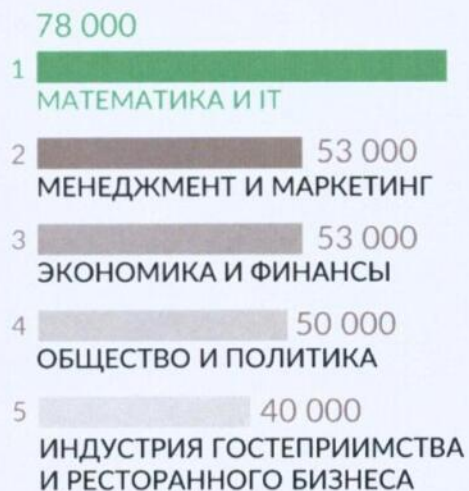 78 000
1
МАТЕМАТИКА И IT
2 53 000
МЕНЕДЖМЕНТ И МАРКЕТИНГ
3 53 000
ЭКОНОМИКА И ФИНАНСЫ
4 50 000
ОБЩЕСТВО И ПОЛИТИКА
5 40 000
ИНДУСТРИЯ ГОСТЕПРИИМСТВА
И РЕСТОРАННОГО БИЗНЕСА